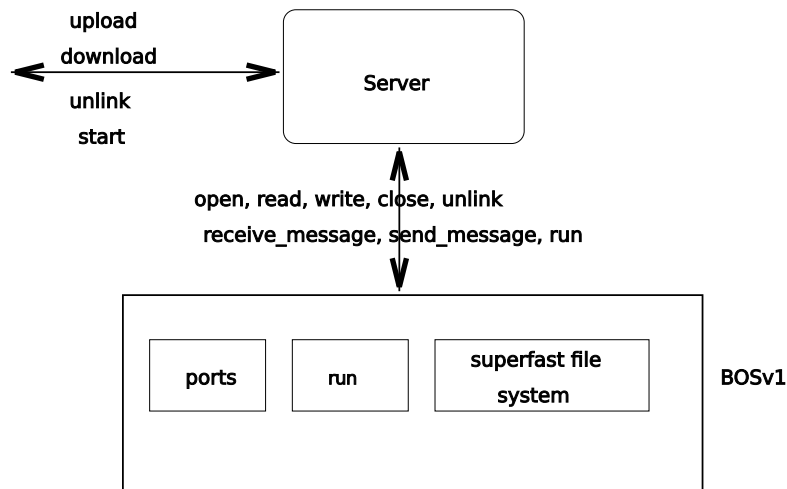 upload
download
unlink
start
Server
open, read, write, close, unlink
receive_message, send_message, run
ports
run
superfast file
system
BOSv1